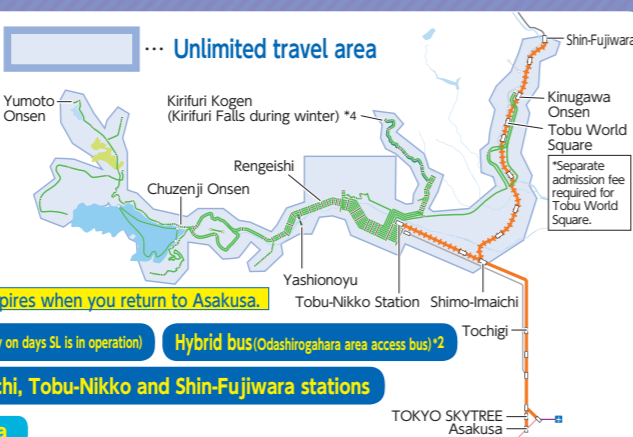 … Unlimited travel area
Shin-Fujiwara
Yumoto
Onsen
Kirifuri Kogen
(Kirifuri Falls during winter) *4
Kinugawa
Onsen
Tobu World
Square
*Separate
admission fee
required for
Tobu World
Square.
Rengeishi
Chuzenji Onsen
Yashionoyu
Tobu-Nikko Station
Shimo-Imaichi
pires when you return to Asakusa.
on days SL is in operation)
Hybrid bus (Odashirogahara area access bus) *2
Tochigi
chi, Tobu-Nikko and Shin-Fujiwara stations
TOKYO SKYTREE
Asakusa